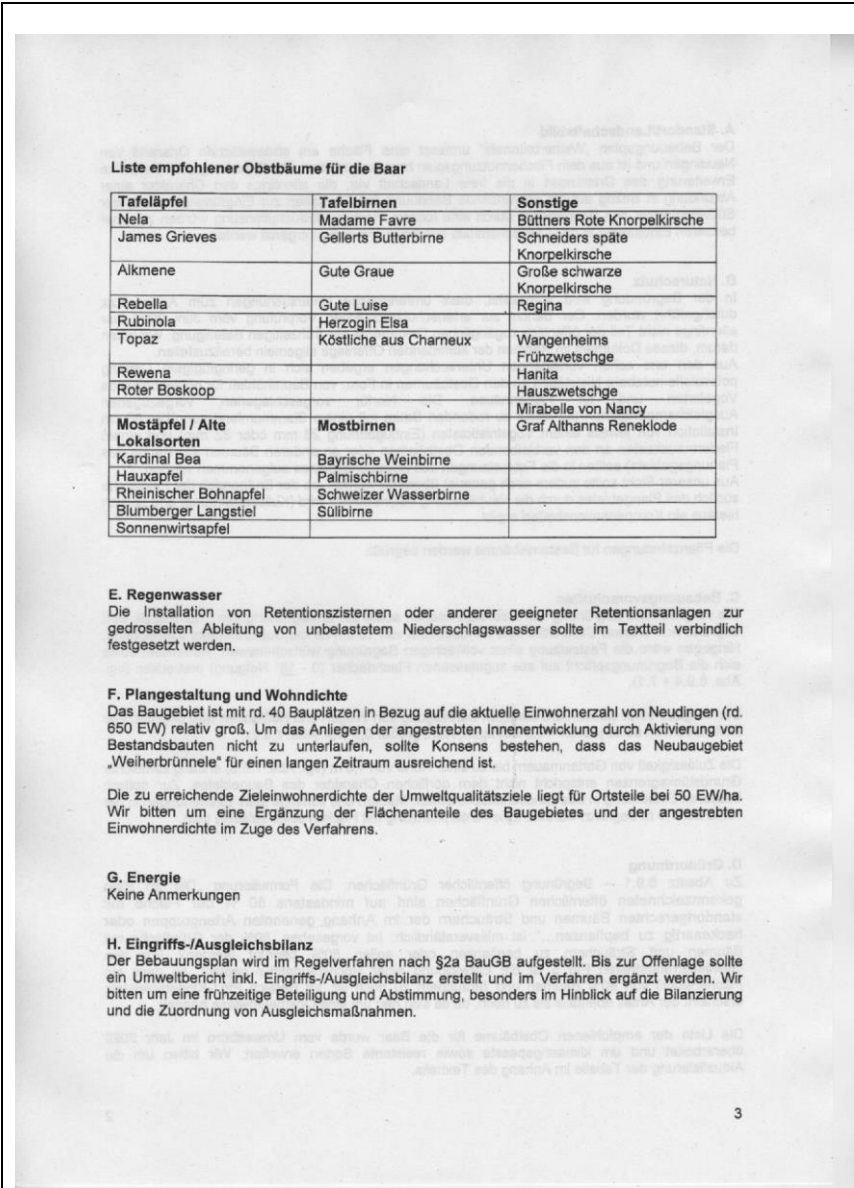 Liste empfohlener Obstbäume für die Baar
Tafeläpfel Tafelbirnen Sonstige
Nela Madame Favre Büttners Rote Knorpelkirsche
James Grieves Gellerts Butterbirne Schneiders späte
Knorpelkirsche
Alkmene Gute Graue Große schwarze
Knorpelkirsche
Rebella Gute Luise Regina
Rubinola Herzogin Elsa
Topaz Köstliche aus Charneux Wangenheims
Frühzwetschge
Rewena Hanita
Roter Boskoop Hauszwetschge
Mirabelle von Nancy
Mostäpfel / Alte Mostbirnen Graf Althanns Reneklode
Lokalsorten
Kardinal Bea Bayrische Weinbirne
Hauxapfel Palmischbirne
Rheinischer Bohnapfel Schweizer Wasserbirne
Blumberger Langstiel Sülibirne
Sonnenwirtsapfel
E. Regenwasser
Die Installation von Retentionszisternen oder anderer geeigneter Retentionsanlagen zur
gedrosselten Ableitung von unbelastetem Niederschlagswasser sollte im Textteil verbindlich
festgesetzt werden.
F. Plangestaltung und Wohndichte
Das Baugebiet ist mit rd. 40 Bauplätzen in Bezug auf die aktuelle Einwohnerzahl von Neudingen (rd.
650 EW) relativ groß. Um das Anliegen der angestrebten Innenentwicklung durch Aktivierung von
Bestandsbauten nicht zu unterlaufen, sollte Konsens bestehen, dass das Neubaugebiet
„Weiherbrünnele" für einen langen Zeitraum ausreichend ist.
Die zu erreichende Zieleinwohnerdichte der Umweltqualitätsziele liegt für Ortsteile bei 50 EW/ha.
Wir bitten um eine Ergänzung der Flächenanteile des Baugebietes und der angestrebten
Einwohnerdichte im Zuge des Verfahrens.
G. Energie
Keine Anmerkungen
H. Eingriffs-/Ausgleichsbilanz
Der Bebauungsplan wird im Regelverfahren nach §2a BauGB aufgestellt. Bis zur Offenlage sollte
ein Umweltbericht inkl. Eingriffs-/Ausgleichsbilanz erstellt und im Verfahren ergänzt werden. Wir
bitten um eine frühzeitige Beteiligung und Abstimmung, besonders im Hinblick auf die Bilanzierung
und die Zuordnung von Ausgleichsmaßnahmen.
3